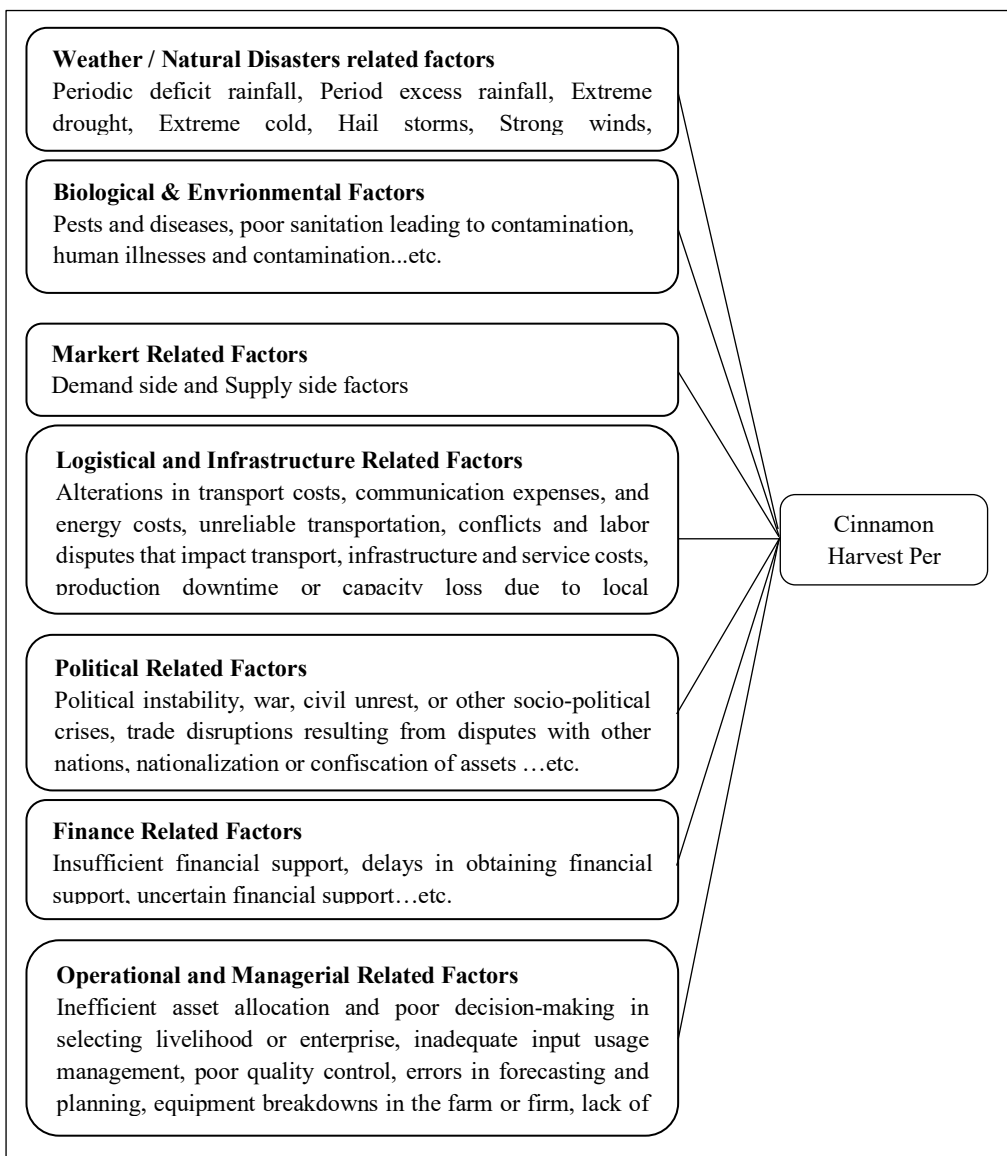 Weather / Natural Disasters related factors
Periodic deficit rainfall, Period excess rainfall, Extreme
drought, Extreme cold, Hail storms, Strong winds,
Biological & Envrionmental Factors
Pests and diseases, poor sanitation leading to contamination,
human illnesses and contamination...etc.
Markert Related Factors
Demand side and Supply side factors
Logistical and Infrastructure Related Factors
Alterations in transport costs, communication expenses, and
energy costs, unreliable transportation, conflicts and labor
disputes that impact transport, infrastructure and service costs,
production downtime or capacity loss due to local
Cinnamon
Harvest Per
Political Related Factors
Political instability, war, civil unrest, or other socio-political
crises, trade disruptions resulting from disputes with other
nations, nationalization or confiscation of assets …etc.
Finance Related Factors
Insufficient financial support, delays in obtaining financial
support, uncertain financial support…etc.
Operational and Managerial Related Factors
Inefficient asset allocation and poor decision-making in
selecting livelihood or enterprise, inadequate input usage
management, poor quality control, errors in forecasting and
planning, equipment breakdowns in the farm or firm, lack of